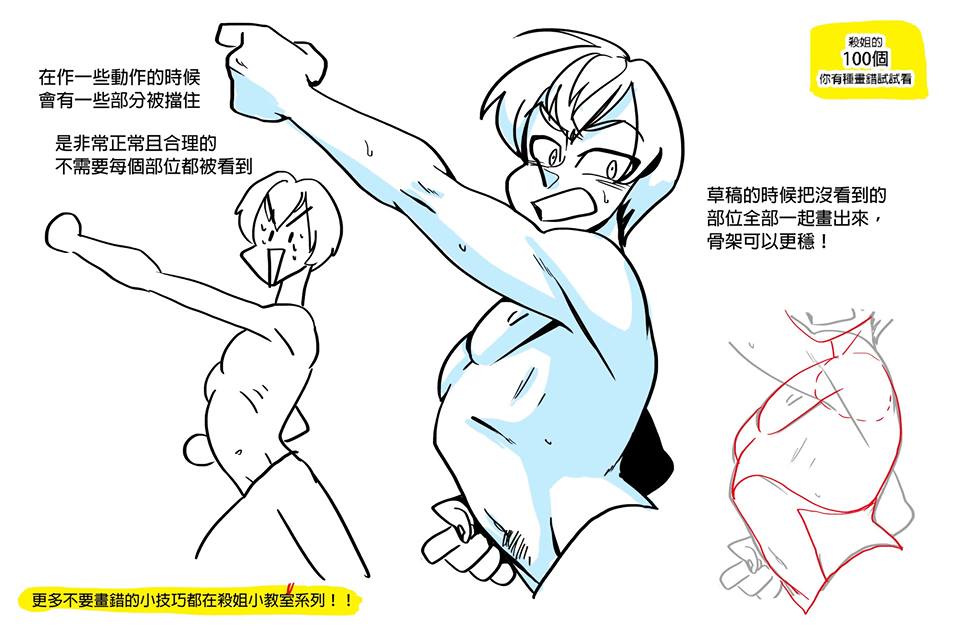 殺姐的
100個
你有種畫錯試試看
在作一些動作的時候
會有一些部分被擋住
是非常正常且合理的
不需要每個部位都被看到
草稿的時候把沒看到的
部位全部一起畫出來，
骨架可以更穩！
更多不要畫錯的小技巧都在殺姐小教室系列！！